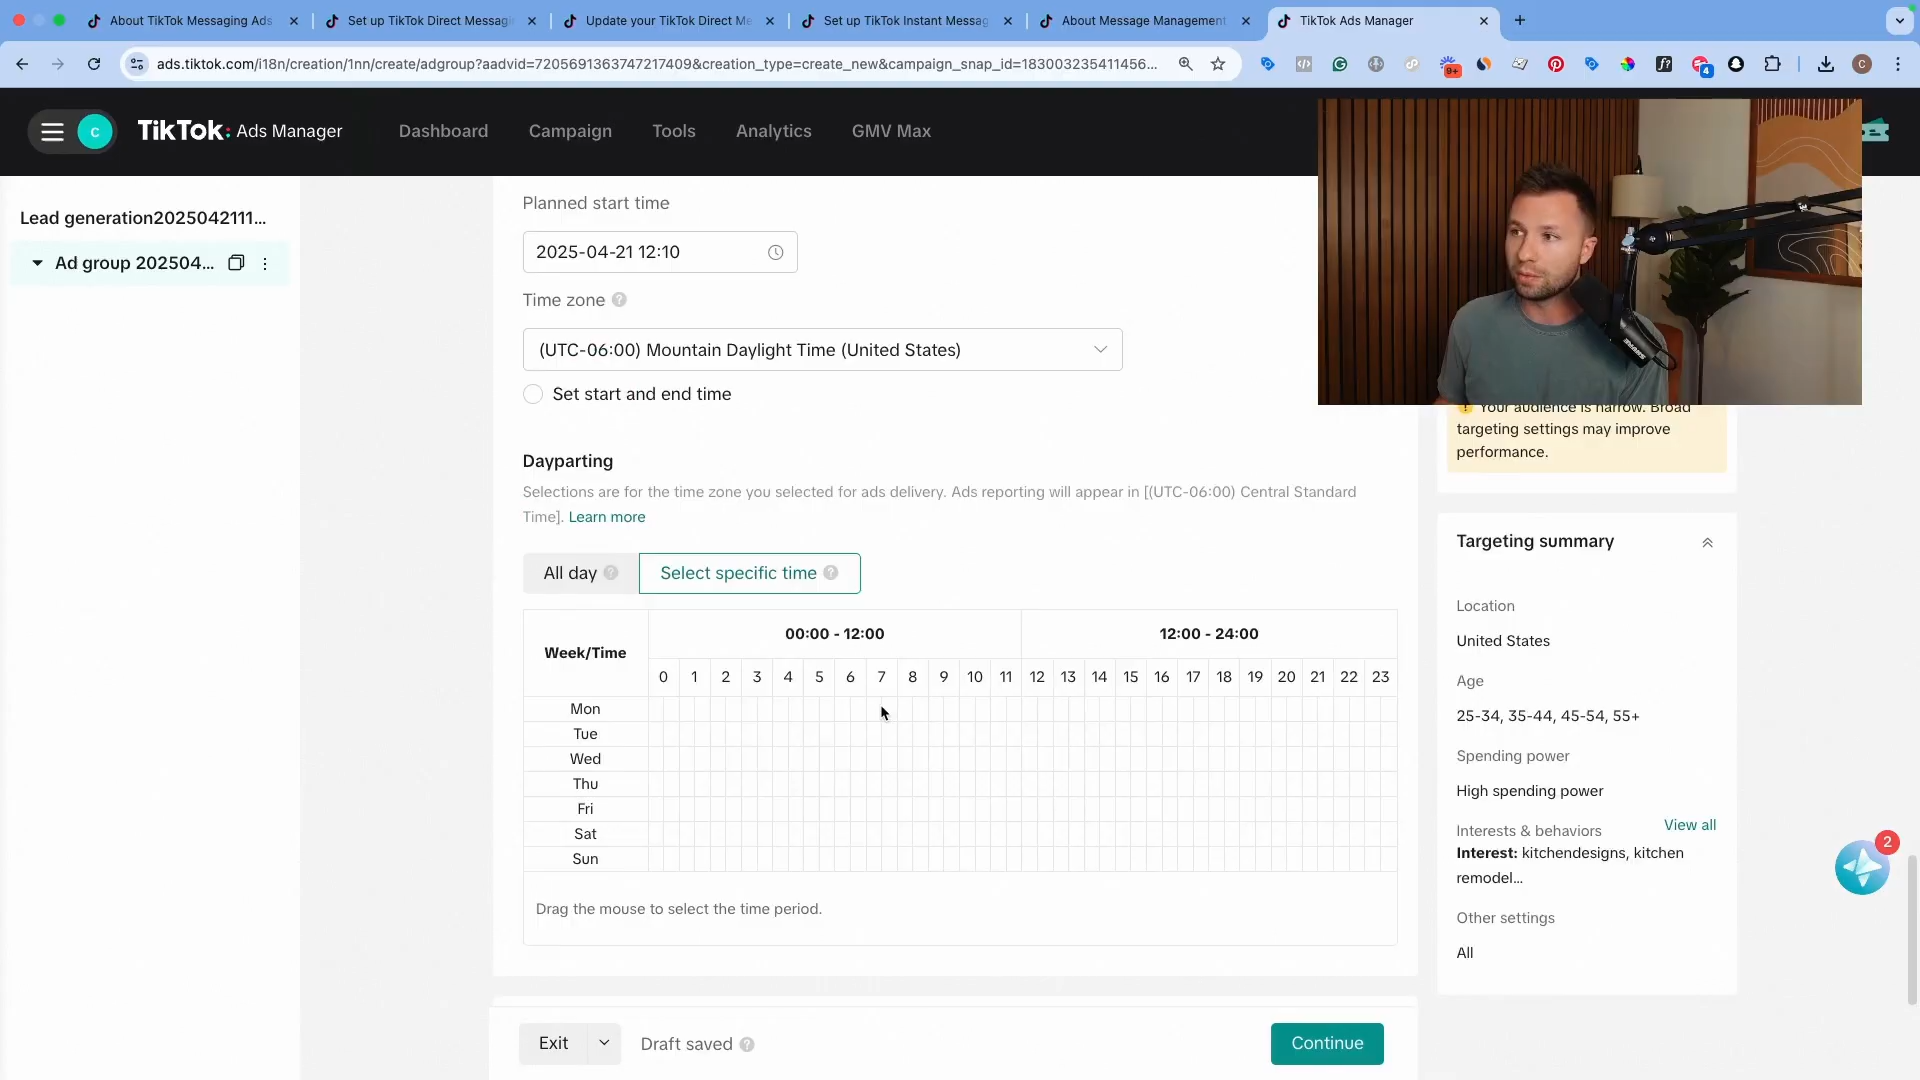 About TikTok Messaging Ads
Set up TikTok Direct Messagi
Update your TikTok Direct Me
Set up TikTok Instant Messag
About Message Management
TikTok Ads Manager
ads.tiktok.com/i18n/creation/1nn/create/adgroup?aadvid=7205691363747217409&creation_type=create_new&campaign_snap_id=183003235411456...
9+
4
C
C
TikTok: Ads Manager
Dashboard
Campaign
Tools
Analytics
GMV Max
Lead generation2025042111...
Ad group 202504...
Planned start time
2025-04-21 12:10
Time zone
(UTC-06:00) Mountain Daylight Time (United States)
Set start and end time
Dayparting
Selections are for the time zone you selected for ads delivery. Ads reporting will appear in [(UTC-06:00) Central Standard
Time]. Learn more
All day
Select specific time
Week/Time
00:00 - 12:00
12:00 - 24:00
0 1 2 3 4 5 6 7 8 9 10 11 12 13 14 15 16 17 18 19 20 21 22 23
Mon
Tue
Wed
Thu
Fri
Sat
Sun
Drag the mouse to select the time period.
Exit
Draft saved
Continue
Your audience is narrow. Broad
targeting settings may improve
performance.
Targeting summary
Location
United States
Age
25-34, 35-44, 45-54, 55+
Spending power
High spending power
Interests & behaviors
View all
Interest: kitchendesigns, kitchen
remodel...
Other settings
All
2